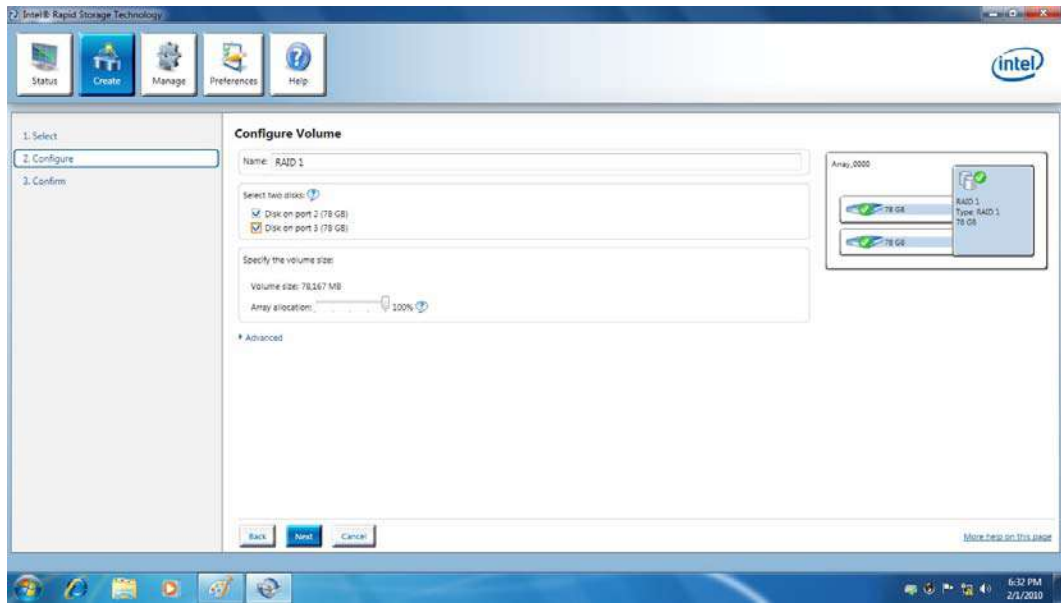 Intel® Rapid Storage Technology
Status
Create
Manage
Preferences
Help
intel
1. Select
2. Configure
3. Confirm
Configure Volume
Name: RAID 1
Select two disks:
Disk on port 2 (78 GB)
Disk on port 3 (78 GB)
Specify the volume size:
Volume size: 78,167 MB
Array allocation: 100%
Advanced
Array_0000
78 GB
78 GB
RAID 1
Type: RAID 1
78 GB
Back
Next
Cancel
More help on this page
6:32 PM
2/1/2010